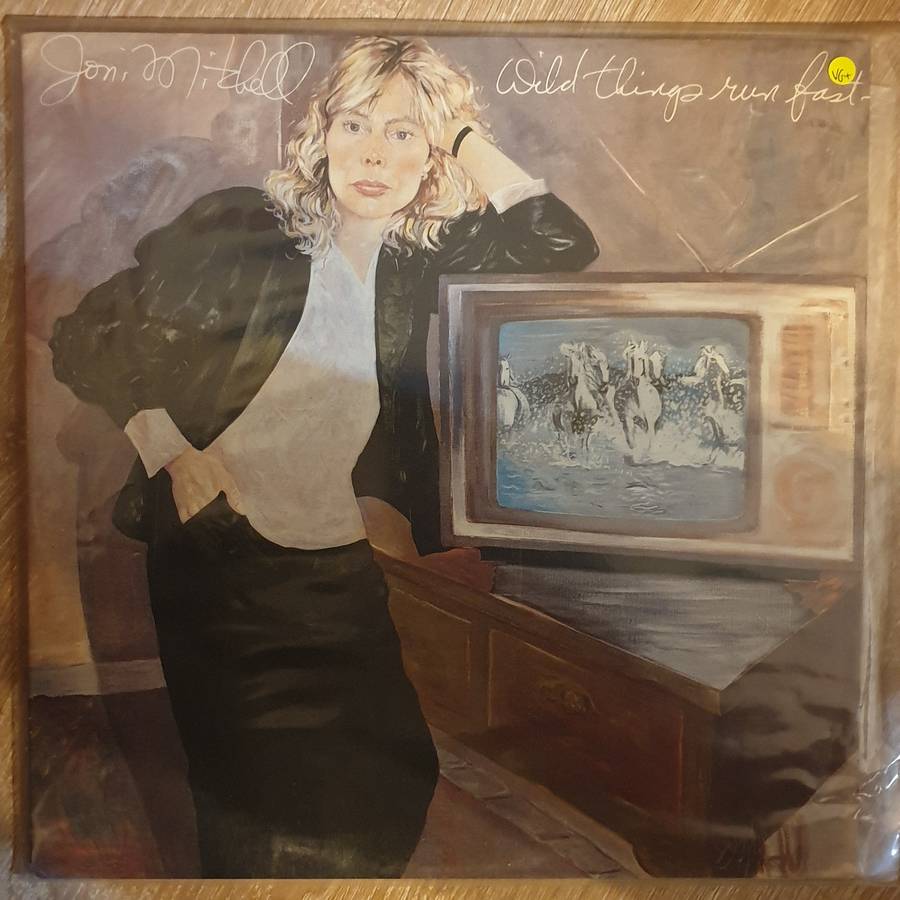 Joni Mitchell
Wild things run fast
VG+